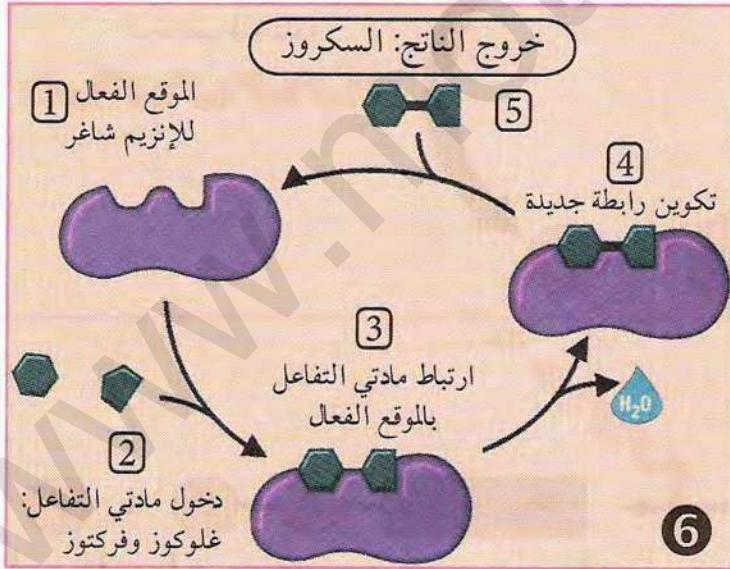 خروج الناتج: السكروز
1
الموقع الفعال
للإنزيم شاغر
5
4
تكوين رابطة جديدة
3
ارتباط مادتي التفاعل
بالموقع الفعال
H₂O
2
دخول مادتي التفاعل:
غلوكوز وفركتوز
6